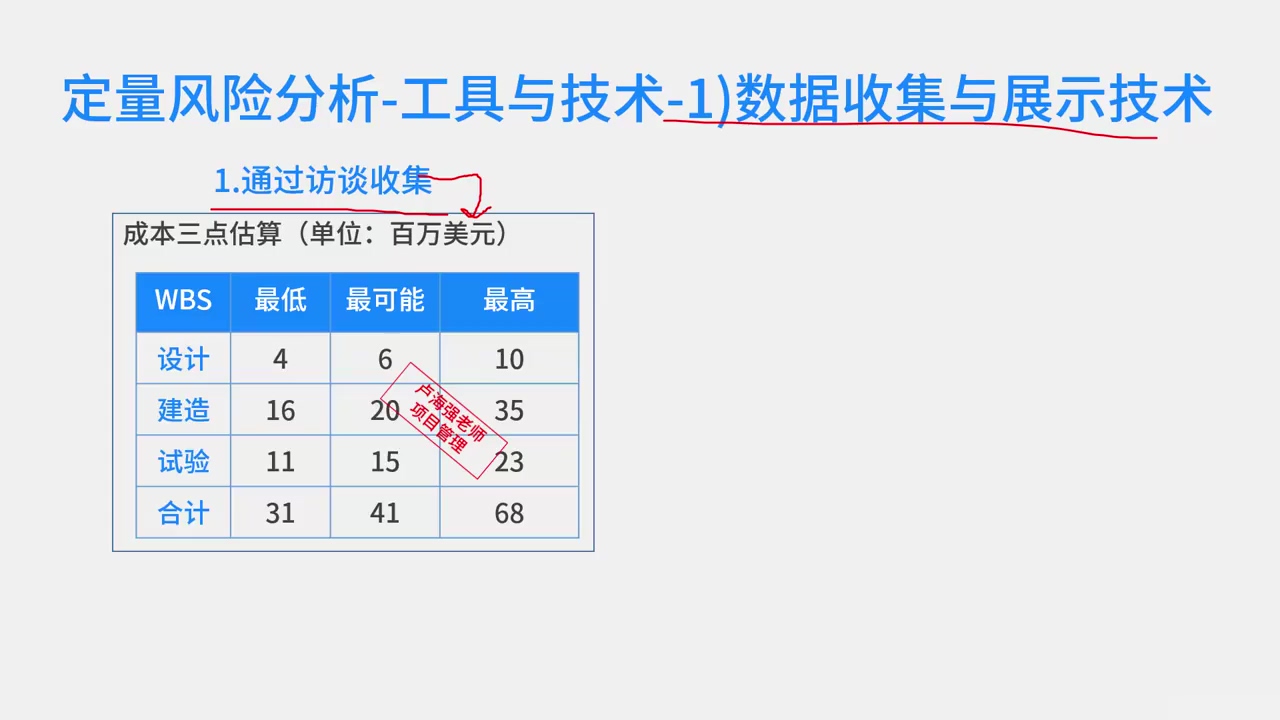 定量风险分析-工具与技术-1)数据收集与展示技术
1.通过访谈收集
成本三点估算（单位：百万美元）
WBS 最低 最可能 最高
设计 4 6 10
建造 16 20 35
试验 11 15 23
合计 31 41 68
卢海强老师
项目管理